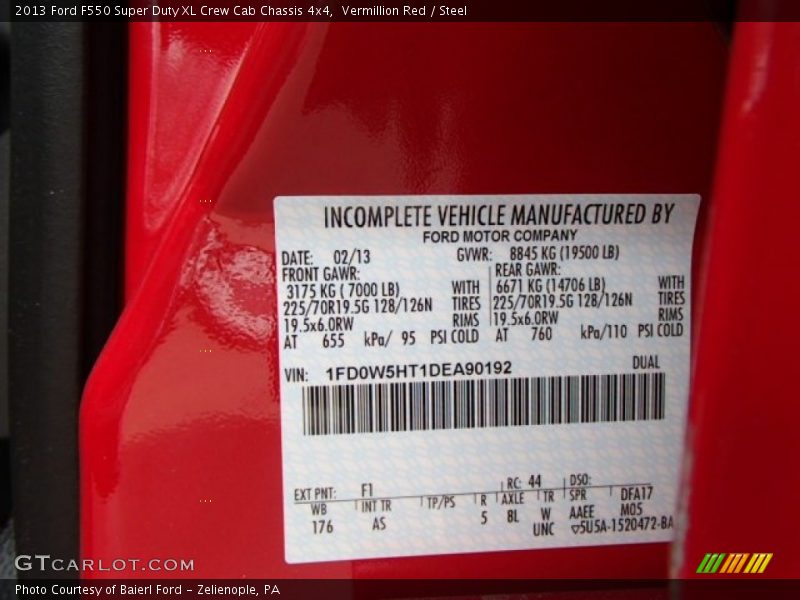 2013 Ford F550 Super Duty XL Crew Cab Chassis 4x4, Vermillion Red / Steel
INCOMPLETE VEHICLE MANUFACTURED BY
FORD MOTOR COMPANY
DATE: 02/13 GVWR: 8845 KG (19500 LB)
FRONT GAWR: REAR GAWR:
3175 KG ( 7000 LB) WITH 6671 KG (14706 LB) WITH
225/70R19.5G 128/126N TIRES 225/70R19.5G 128/126N TIRES
19.5x6.0RW RIMS 19.5x6.0RW RIMS
AT 655 kPa/ 95 PSI COLD AT 760 kPa/110 PSI COLD
VIN: 1FD0W5HT1DEA90192 DUAL
EXT PNT: F1 RC: 44 DSO:
WB INT TR TP/PS R AXLE TR SPR DFA17
176 AS 5 8L W AAEE M05
UNC ▽5U5A-1520472-BA
GTCARLOT.COM
Photo Courtesy of Baierl Ford - Zelienople, PA